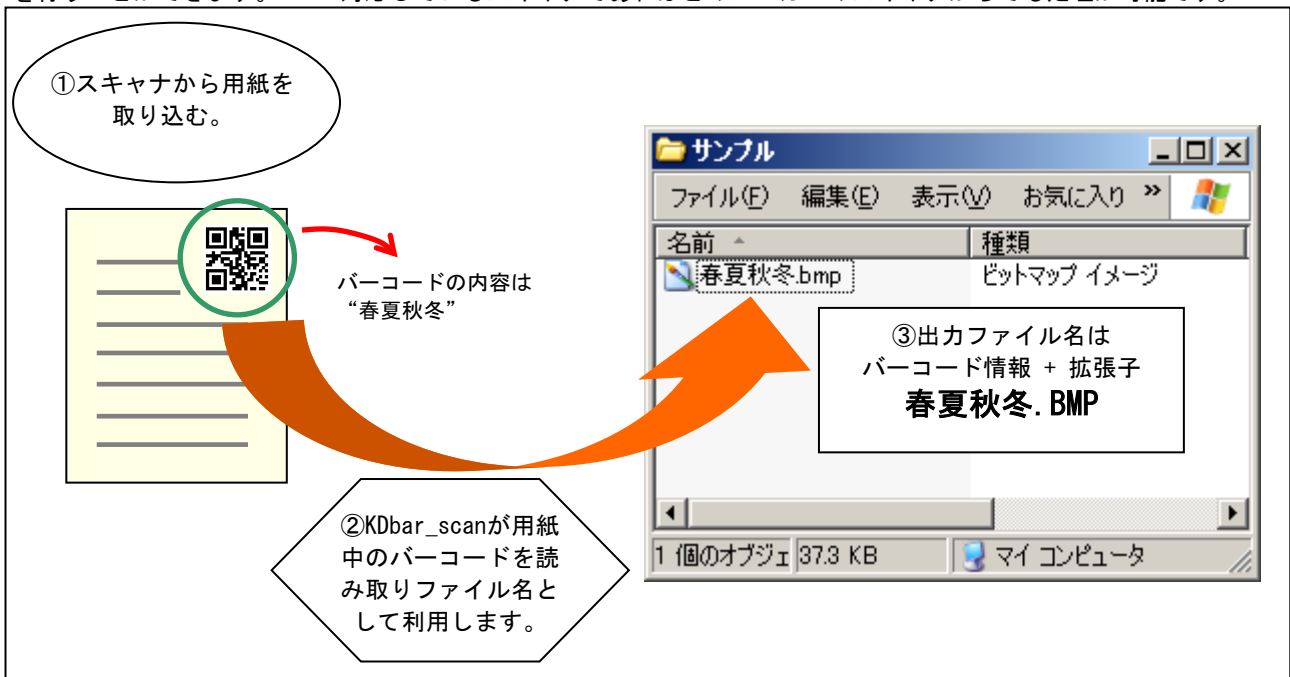 ①スキャナから用紙を
取り込む。
バーコードの内容は
“春夏秋冬”
②KDbar_scanが用紙
中のバーコードを読
み取りファイル名と
して利用します。
サンプル
ファイル(F) 編集(E) 表示(V) お気に入り »
名前 種類
春夏秋冬.bmp ビットマップ イメージ
③出力ファイル名は
バーコード情報 + 拡張子
春夏秋冬.BMP
1 個のオブジェ 37.3 KB マイ コンピュータ